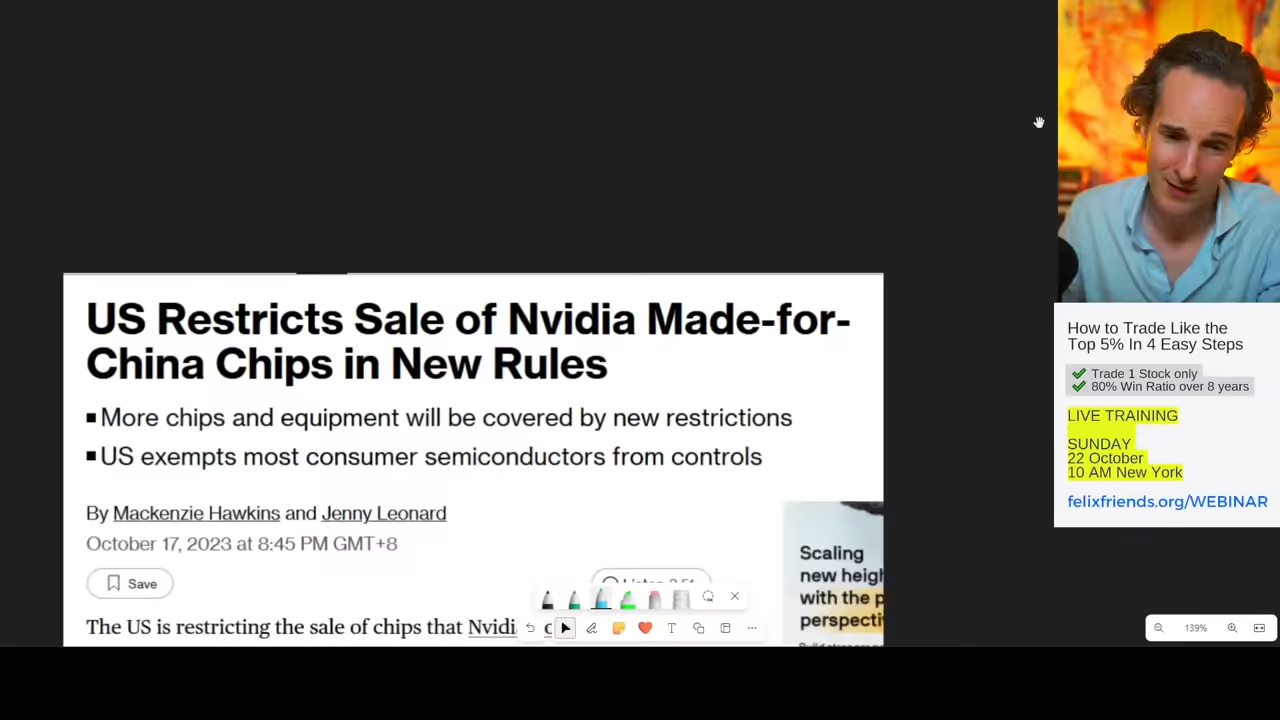 US Restricts Sale of Nvidia Made-for-
China Chips in New Rules
■ More chips and equipment will be covered by new restrictions
■ US exempts most consumer semiconductors from controls
By Mackenzie Hawkins and Jenny Leonard
October 17, 2023 at 8:45 PM GMT+8
Save
The US is restricting the sale of chips that
Scaling
new
with the
How to Trade Like the
Top 5% In 4 Easy Steps
Trade 1 Stock only
80% Win Ratio over 8 years
LIVE TRAINING
SUNDAY
22 October
10 AM New York
felixfriends.org/WEBINAR
139%